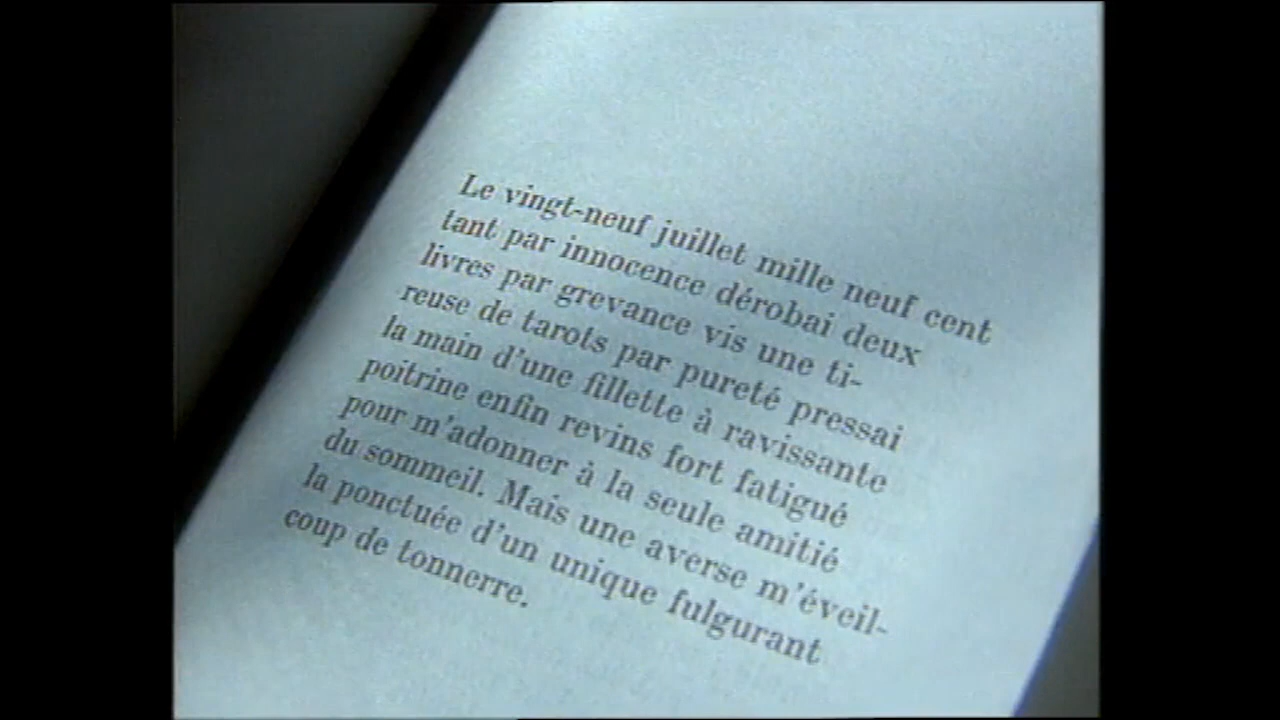 Le vingt-neuf juillet mille neuf cent
tant par innocence dérobai deux
livres par grevance vis une ti-
reuse de tarots par pureté pressai
la main d'une fillette à ravissante
poitrine enfin revins fort fatigué
pour m'adonner à la seule amitié
du sommeil. Mais une averse m'éveil-
la ponctuée d'un unique fulgurant
coup de tonnerre.